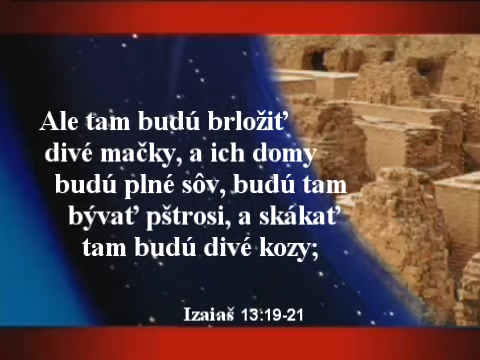 Ale tam budú brložiť
divé mačky, a ich domy
budú plné sôv, budú tam
bývať pštrosi, a skákať
tam budú divé kozy;
Izaiaš 13:19-21